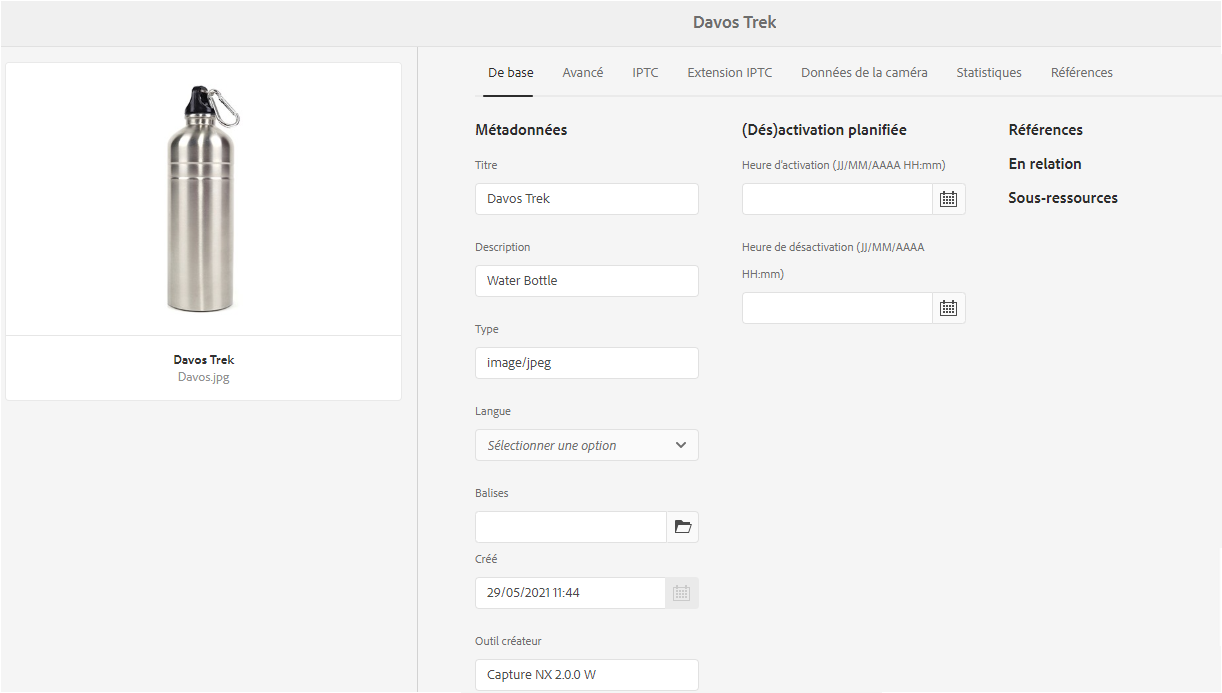 Davos Trek
Davos Trek
Davos.jpg
De base
Avancé
IPTC
Extension IPTC
Données de la caméra
Statistiques
Références
Métadonnées
Titre
Davos Trek
Description
Water Bottle
Type
image/jpeg
Langue
Sélectionner une option
Balises
Créé
29/05/2021 11:44
Outil créateur
Capture NX 2.0.0 W
(Dés)activation planifiée
Heure d'activation (JJ/MM/AAAA HH:mm)
Heure de désactivation (JJ/MM/AAAA
HH:mm)
Références
En relation
Sous-ressources